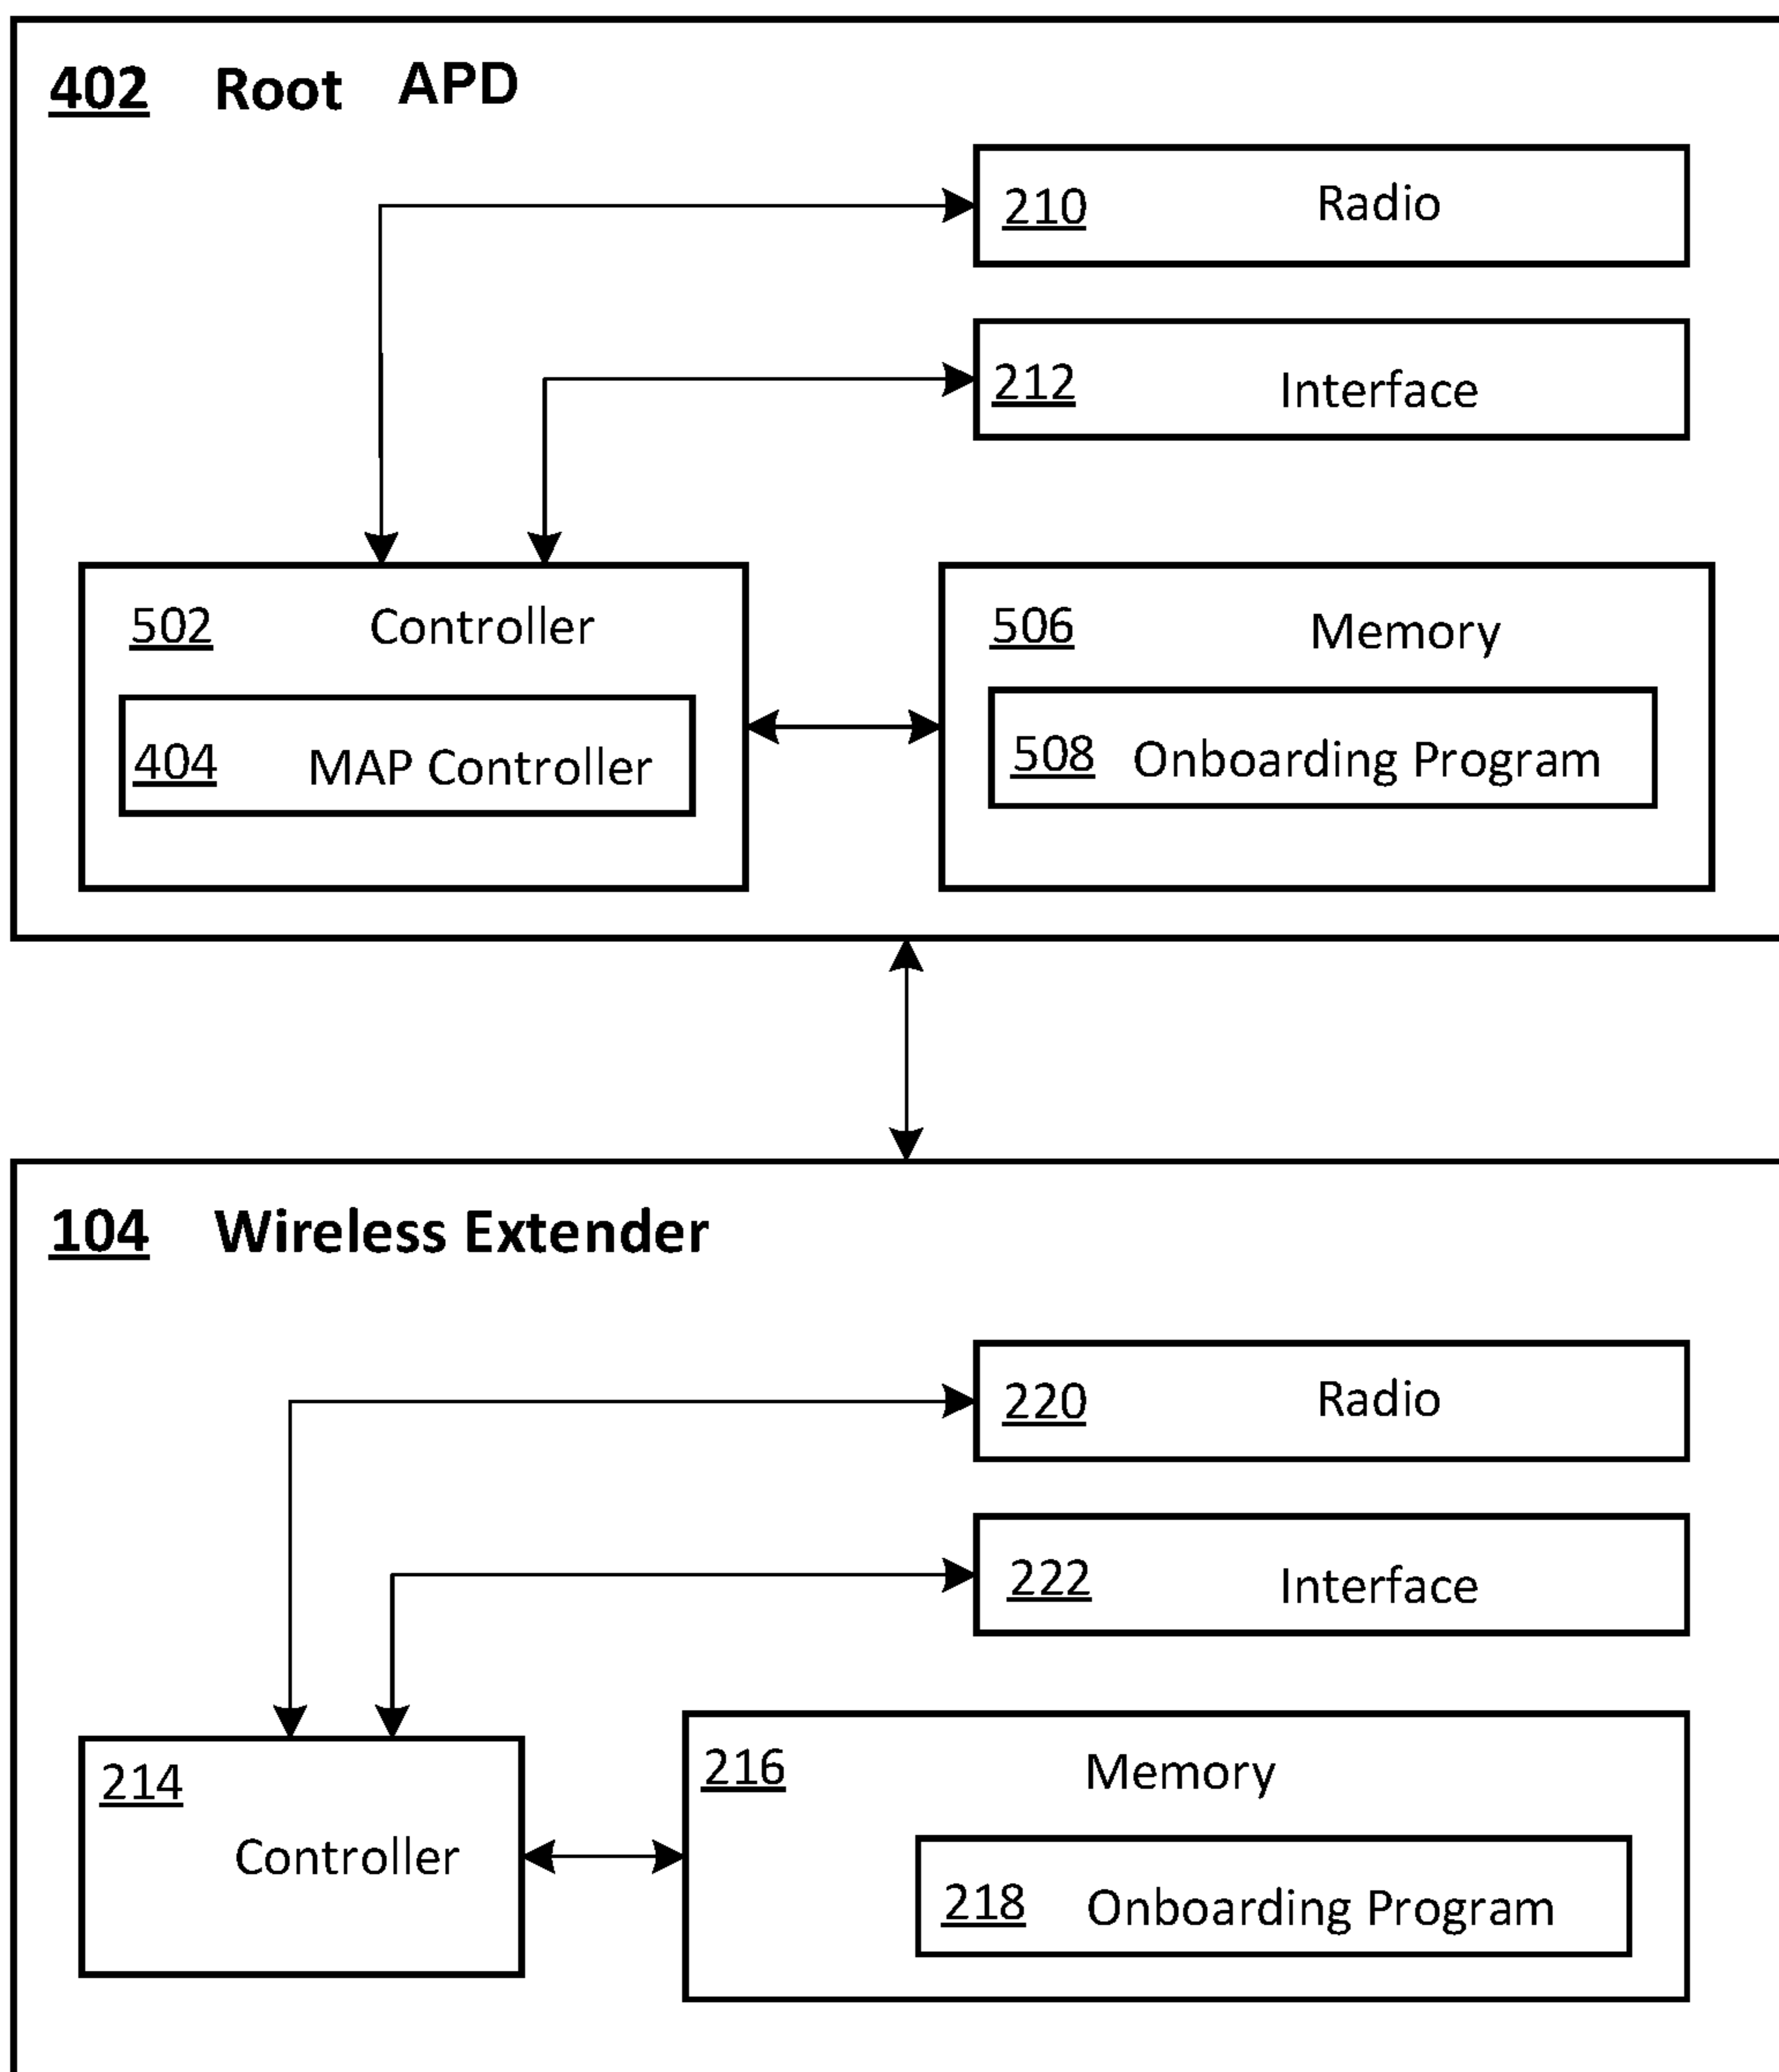 402 Root APD
210 Radio
212 Interface
502 Controller
404 MAP Controller
506 Memory
508 Onboarding Program
104 Wireless Extender
220 Radio
222 Interface
214 Controller
216 Memory
218 Onboarding Program